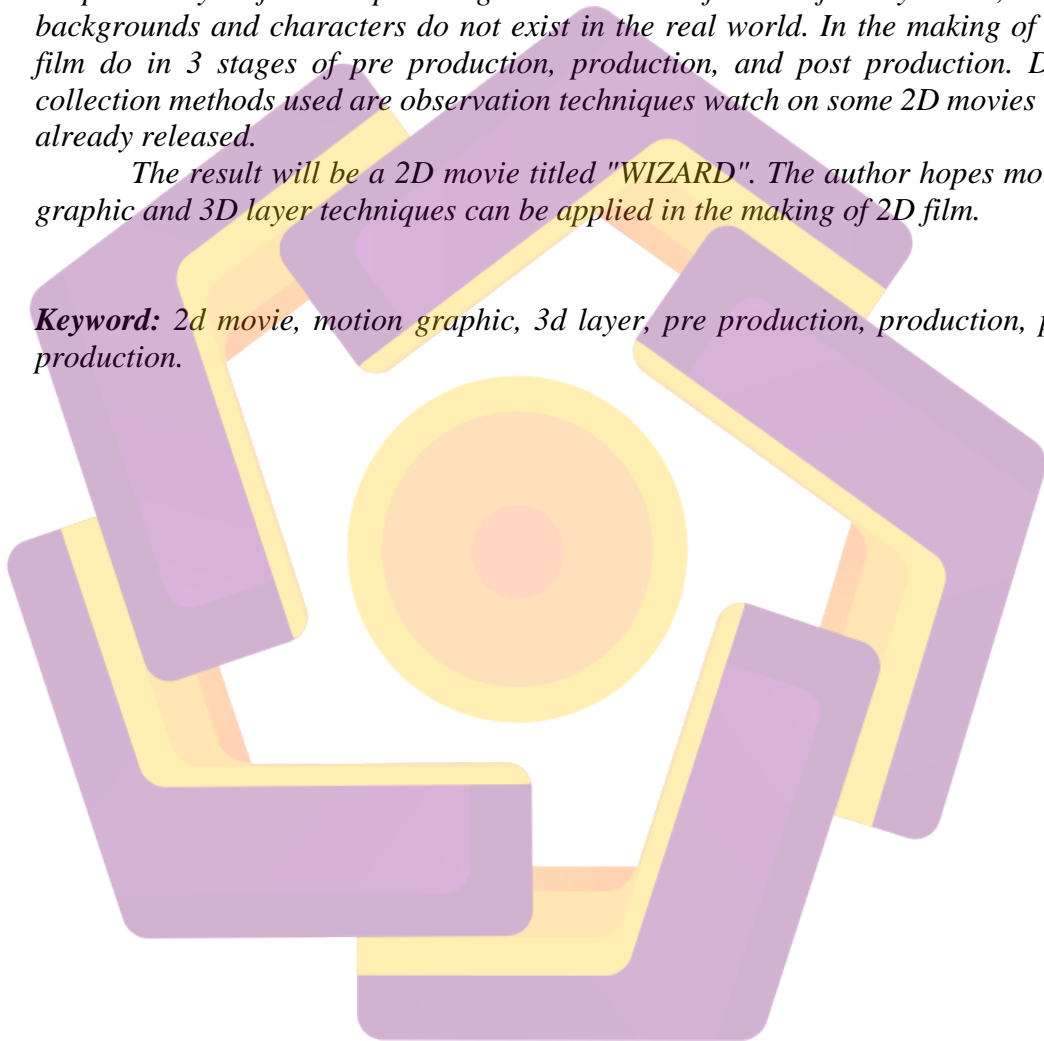 backgrounds and characters do not exist in the real world. In the making of
film do in 3 stages of pre production, production, and post production. D
collection methods used are observation techniques watch on some 2D movies
already released.
The result will be a 2D movie titled "WIZARD". The author hopes mo
graphic and 3D layer techniques can be applied in the making of 2D film.
Keyword: 2d movie, motion graphic, 3d layer, pre production, production, p
production.